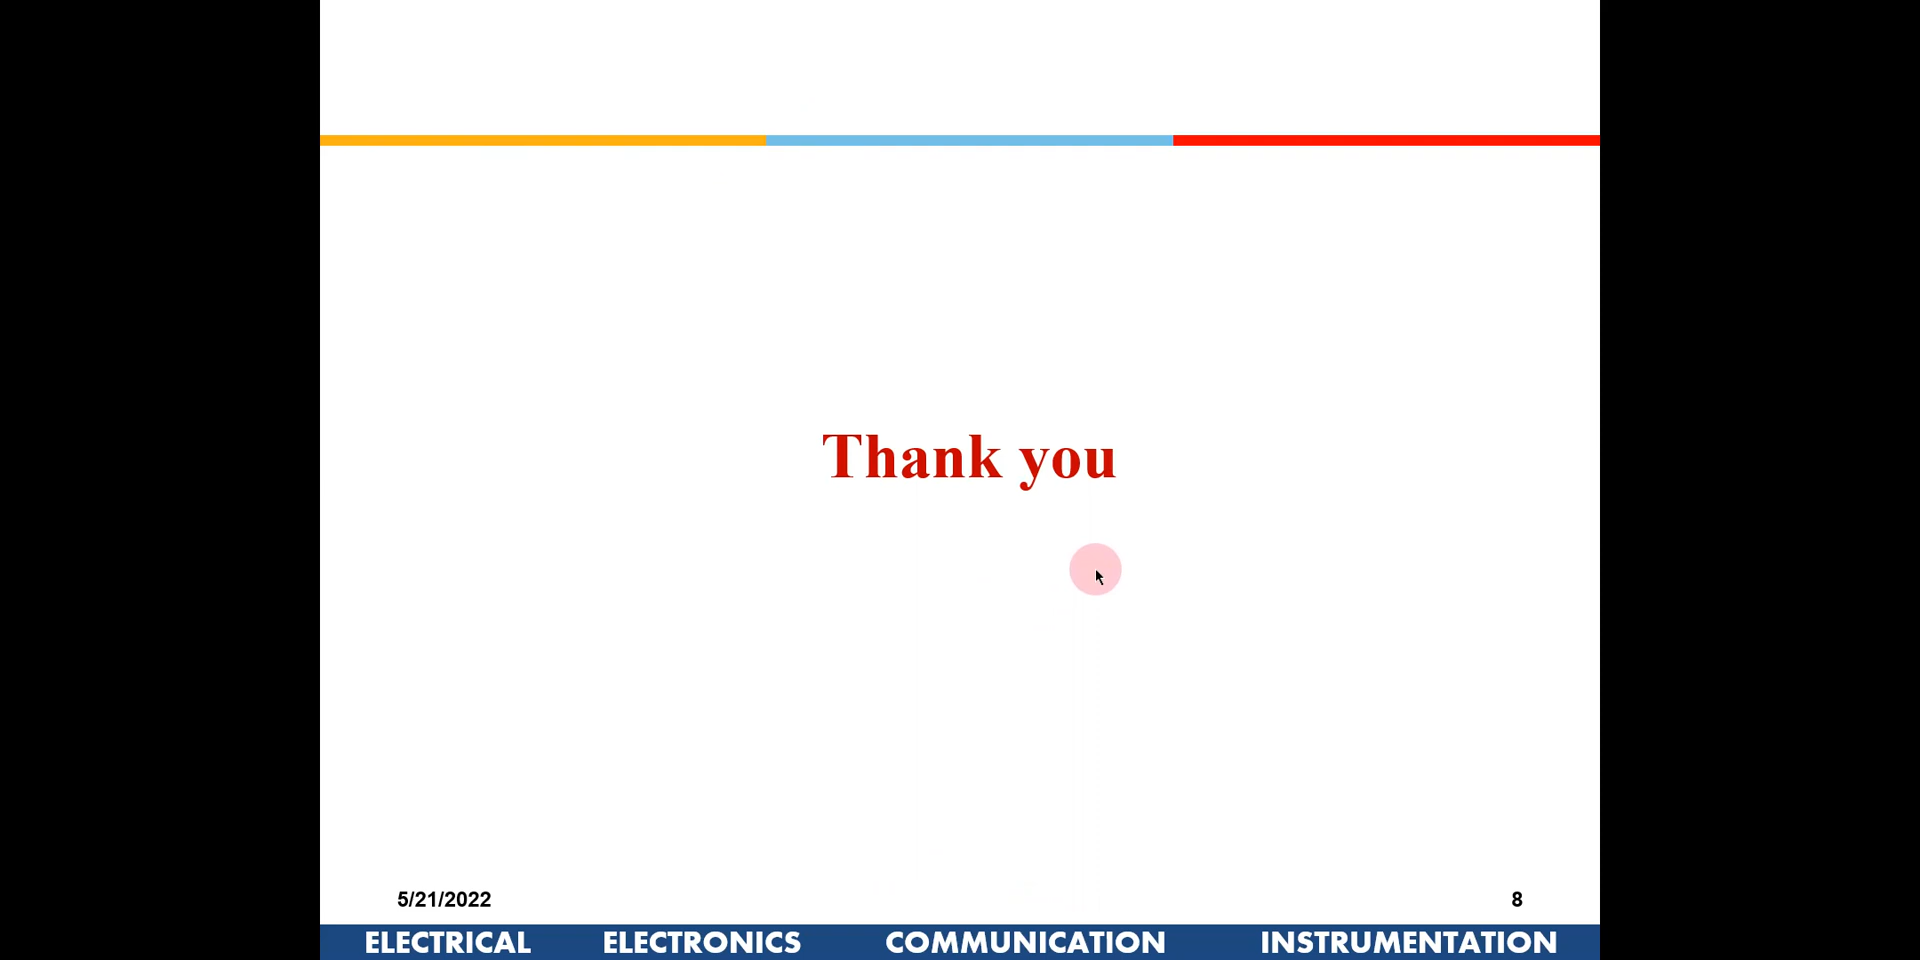 Thank you
5/21/2022 8
ELECTRICAL ELECTRONICS COMMUNICATION INSTRUMENTATION